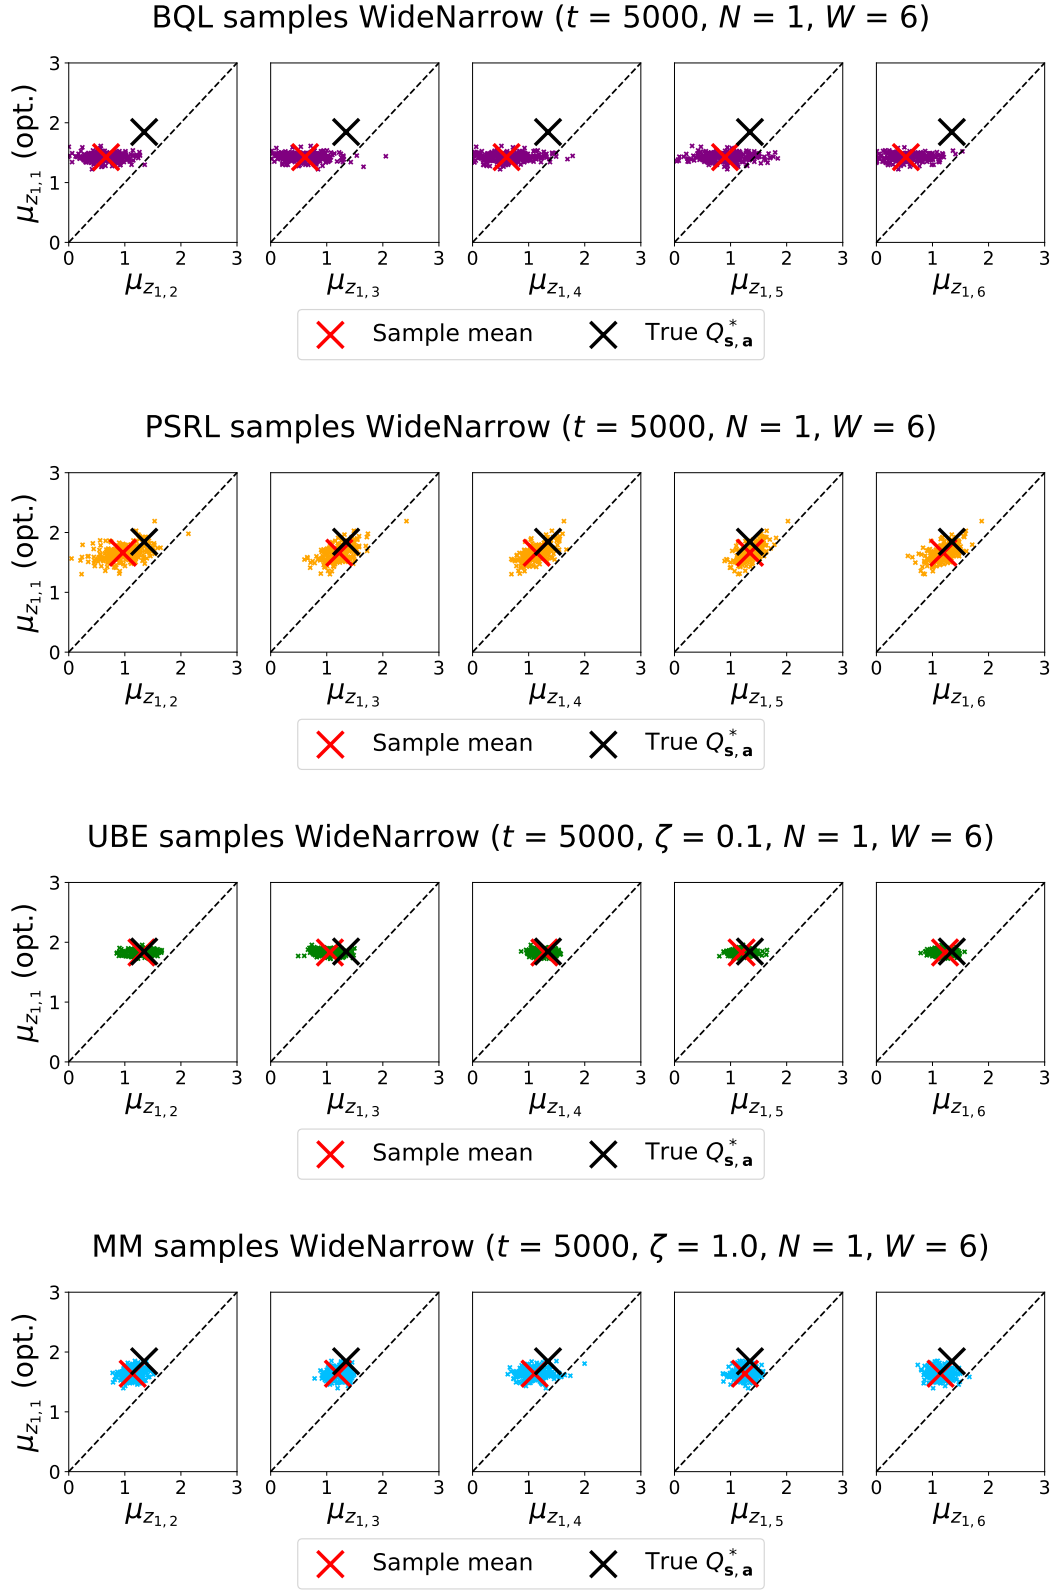 BQL samples WideNarrow (t = 5000, N = 1, W = 6)
μz1,1 (opt.)
3
2
1
0
0 1 2 3 0 1 2 3 0 1 2 3 0 1 2 3 0 1 2 3
μz1,2 μz1,3 μz1,4 μz1,5 μz1,6
Sample mean True Q*s,a
PSRL samples WideNarrow (t = 5000, N = 1, W = 6)
μz1,1 (opt.)
3
2
1
0
0 1 2 3 0 1 2 3 0 1 2 3 0 1 2 3 0 1 2 3
μz1,2 μz1,3 μz1,4 μz1,5 μz1,6
Sample mean True Q*s,a
UBE samples WideNarrow (t = 5000, ζ = 0.1, N = 1, W = 6)
μz1,1 (opt.)
3
2
1
0
0 1 2 3 0 1 2 3 0 1 2 3 0 1 2 3 0 1 2 3
μz1,2 μz1,3 μz1,4 μz1,5 μz1,6
Sample mean True Q*s,a
MM samples WideNarrow (t = 5000, ζ = 1.0, N = 1, W = 6)
μz1,1 (opt.)
3
2
1
0
0 1 2 3 0 1 2 3 0 1 2 3 0 1 2 3 0 1 2 3
μz1,2 μz1,3 μz1,4 μz1,5 μz1,6
Sample mean True Q*s,a